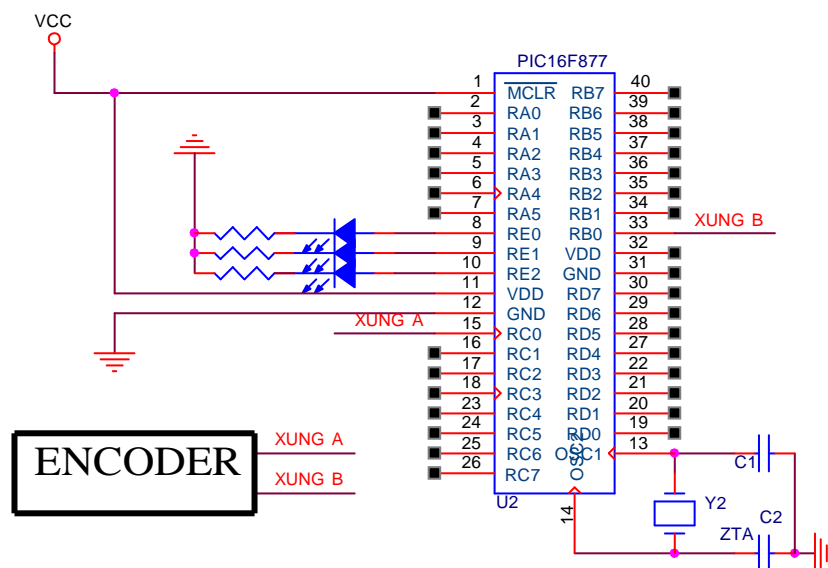 VCC
PIC16F877
1 MCLR RB7 40
2 RA0 RB6 39
3 RA1 RB5 38
4 RA2 RB4 37
5 RA3 RB3 36
6 RA4 RB2 35
7 RA5 RB1 34
8 RE0 RB0 33 XUNG B
9 RE1 VDD 32
10 RE2 GND 31
11 VDD RD7 30
12 GND RD6 29
XUNG A 15 RC0 RD5 28
16 RC1 RD4 27
17 RC2 RD3 22
18 RC3 RD2 21
23 RC4 RD1 20
24 RC5 RD0 19
25 RC6 OSC1 13
26 RC7 OSC2
14
U2
ENCODER
XUNG A
XUNG B
C1
Y2
C2
ZTA